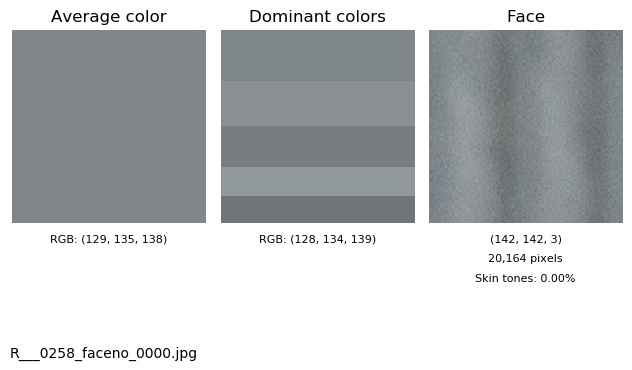 Average color
Dominant colors
Face
RGB: (129, 135, 138)
RGB: (128, 134, 139)
(142, 142, 3)
20,164 pixels
Skin tones: 0.00%
R___0258_faceno_0000.jpg